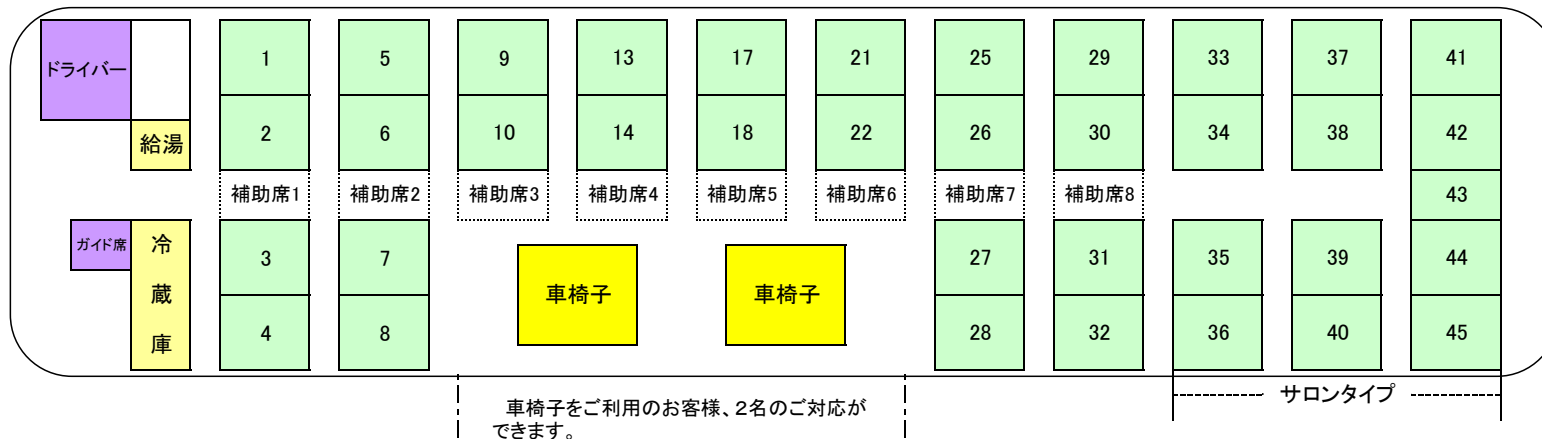 ドライバー 1 5 9 13 17 21 25 29 33 37 41
給湯 2 6 10 14 18 22 26 30 34 38 42
補助席1 補助席2 補助席3 補助席4 補助席5 補助席6 補助席7 補助席8 43
ガイド席 冷蔵庫 3 7 車椅子 車椅子 27 31 35 39 44
4 8 28 32 36 40 45
サロンタイプ
車椅子をご利用のお客様、2名のご対応が
できます。